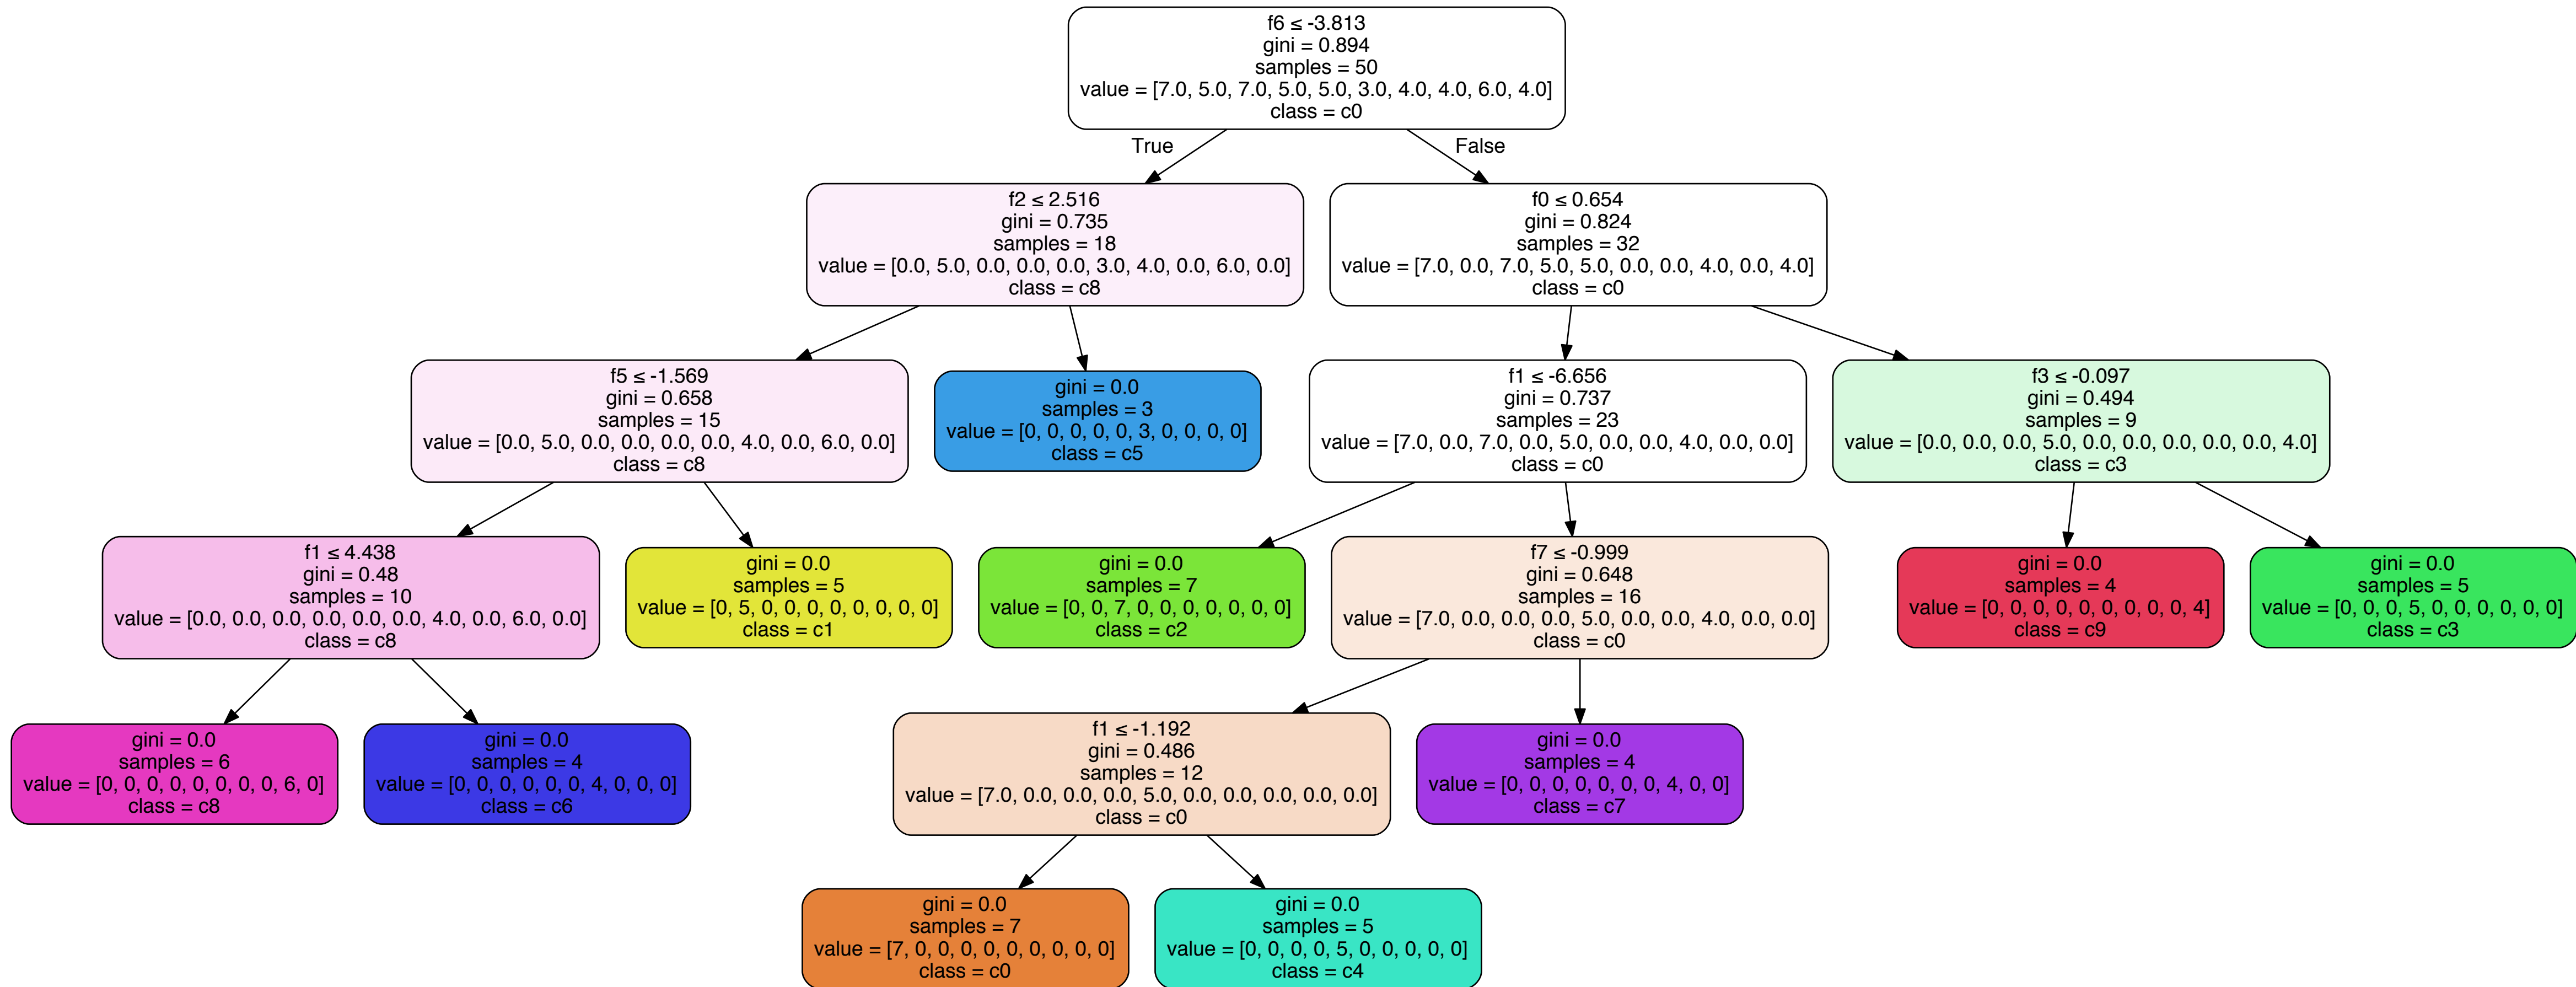 f6 ≤ -3.813
gini = 0.894
samples = 50
value = [7.0, 5.0, 7.0, 5.0, 5.0, 3.0, 4.0, 4.0, 6.0, 4.0]
class = c0
True
False
f2 ≤ 2.516
gini = 0.735
samples = 18
value = [0.0, 5.0, 0.0, 0.0, 0.0, 3.0, 4.0, 0.0, 6.0, 0.0]
class = c8
f0 ≤ 0.654
gini = 0.824
samples = 32
value = [7.0, 0.0, 7.0, 5.0, 5.0, 0.0, 0.0, 4.0, 0.0, 4.0]
class = c0
f5 ≤ -1.569
gini = 0.658
samples = 15
value = [0.0, 5.0, 0.0, 0.0, 0.0, 0.0, 4.0, 0.0, 6.0, 0.0]
class = c8
gini = 0.0
samples = 3
value = [0, 0, 0, 0, 0, 3, 0, 0, 0, 0]
class = c5
f1 ≤ -6.656
gini = 0.737
samples = 23
value = [7.0, 0.0, 7.0, 0.0, 5.0, 0.0, 0.0, 4.0, 0.0, 0.0]
class = c0
f3 ≤ -0.097
gini = 0.494
samples = 9
value = [0.0, 0.0, 0.0, 5.0, 0.0, 0.0, 0.0, 0.0, 0.0, 4.0]
class = c3
f1 ≤ 4.438
gini = 0.48
samples = 10
value = [0.0, 0.0, 0.0, 0.0, 0.0, 0.0, 4.0, 0.0, 6.0, 0.0]
class = c8
gini = 0.0
samples = 5
value = [0, 5, 0, 0, 0, 0, 0, 0, 0, 0]
class = c1
gini = 0.0
samples = 7
value = [0, 0, 7, 0, 0, 0, 0, 0, 0, 0]
class = c2
f7 ≤ -0.999
gini = 0.648
samples = 16
value = [7.0, 0.0, 0.0, 0.0, 5.0, 0.0, 0.0, 4.0, 0.0, 0.0]
class = c0
gini = 0.0
samples = 4
value = [0, 0, 0, 0, 0, 0, 0, 0, 0, 4]
class = c9
gini = 0.0
samples = 5
value = [0, 0, 0, 5, 0, 0, 0, 0, 0, 0]
class = c3
gini = 0.0
samples = 6
value = [0, 0, 0, 0, 0, 0, 0, 0, 6, 0]
class = c8
gini = 0.0
samples = 4
value = [0, 0, 0, 0, 0, 0, 4, 0, 0, 0]
class = c6
f1 ≤ -1.192
gini = 0.486
samples = 12
value = [7.0, 0.0, 0.0, 0.0, 5.0, 0.0, 0.0, 0.0, 0.0, 0.0]
class = c0
gini = 0.0
samples = 4
value = [0, 0, 0, 0, 0, 0, 0, 4, 0, 0]
class = c7
gini = 0.0
samples = 7
value = [7, 0, 0, 0, 0, 0, 0, 0, 0, 0]
class = c0
gini = 0.0
samples = 5
value = [0, 0, 0, 0, 5, 0, 0, 0, 0, 0]
class = c4